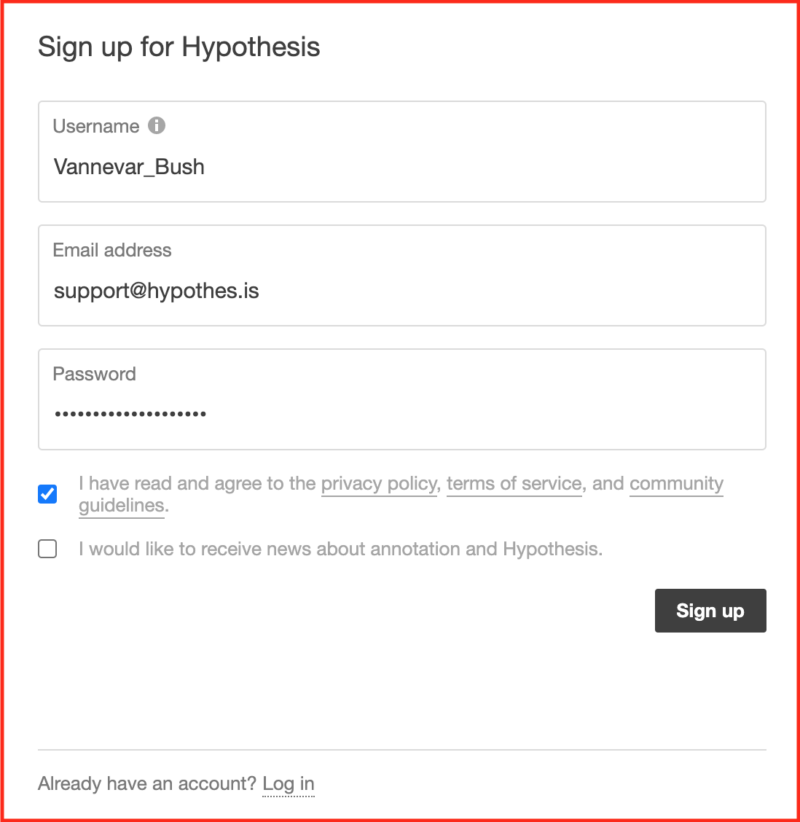 Sign up for Hypothesis
Username
Vannevar_Bush
Email address
support@hypothes.is
Password
••••••••••••••••••••
I have read and agree to the privacy policy, terms of service, and community
guidelines.
I would like to receive news about annotation and Hypothesis.
Sign up
Already have an account? Log in